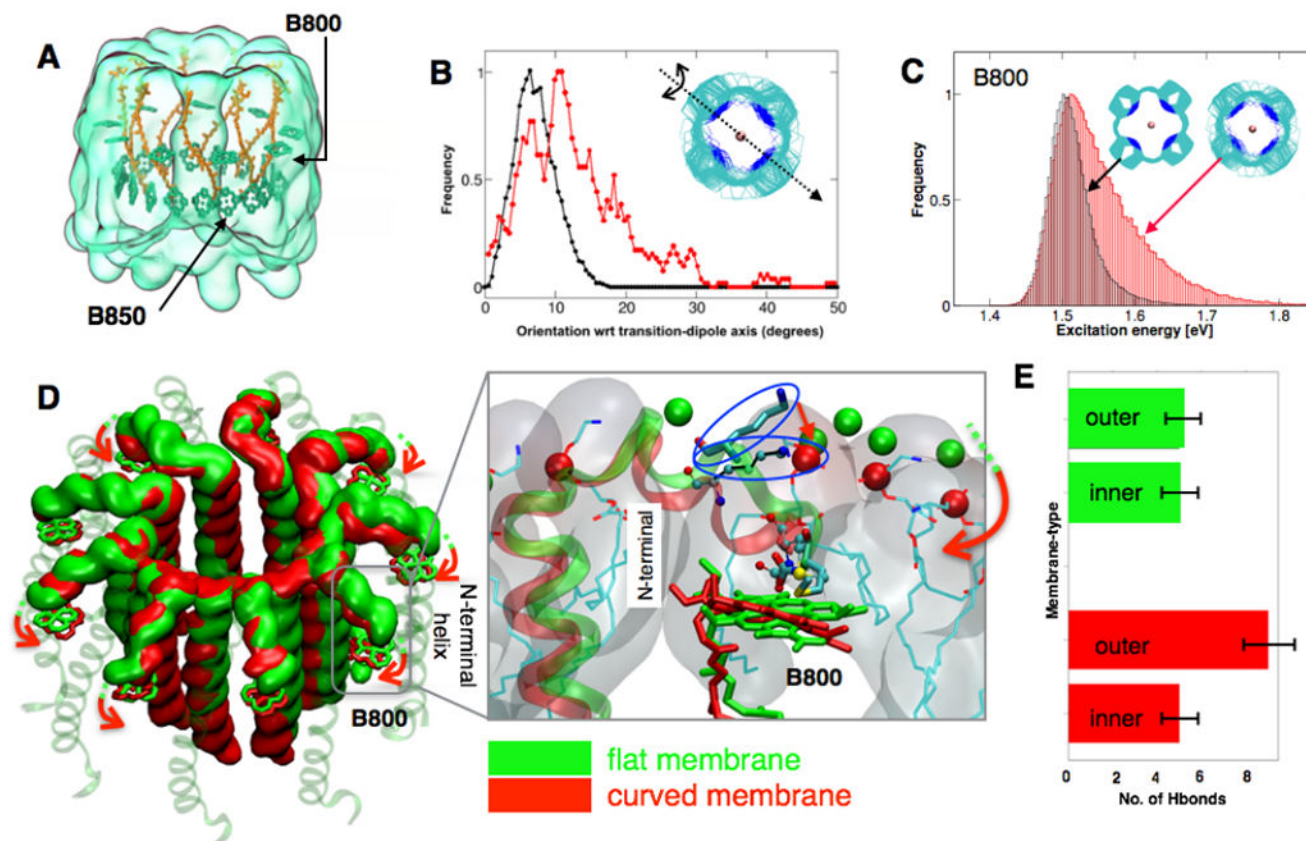 A
B800
B850
B
Frequency
1
0.5
0
0
10
20
30
40
50
Orientation wrt transition-dipole axis (degrees)
C
B800
Frequency
1
0.5
0
1.4
1.5
1.6
1.7
1.8
Excitation energy [eV]
D
N-terminal
helix
B800
N-terminal
B800
flat membrane
curved membrane
E
Membrane-type
outer
inner
outer
inner
0
2
4
6
8
No. of Hbonds